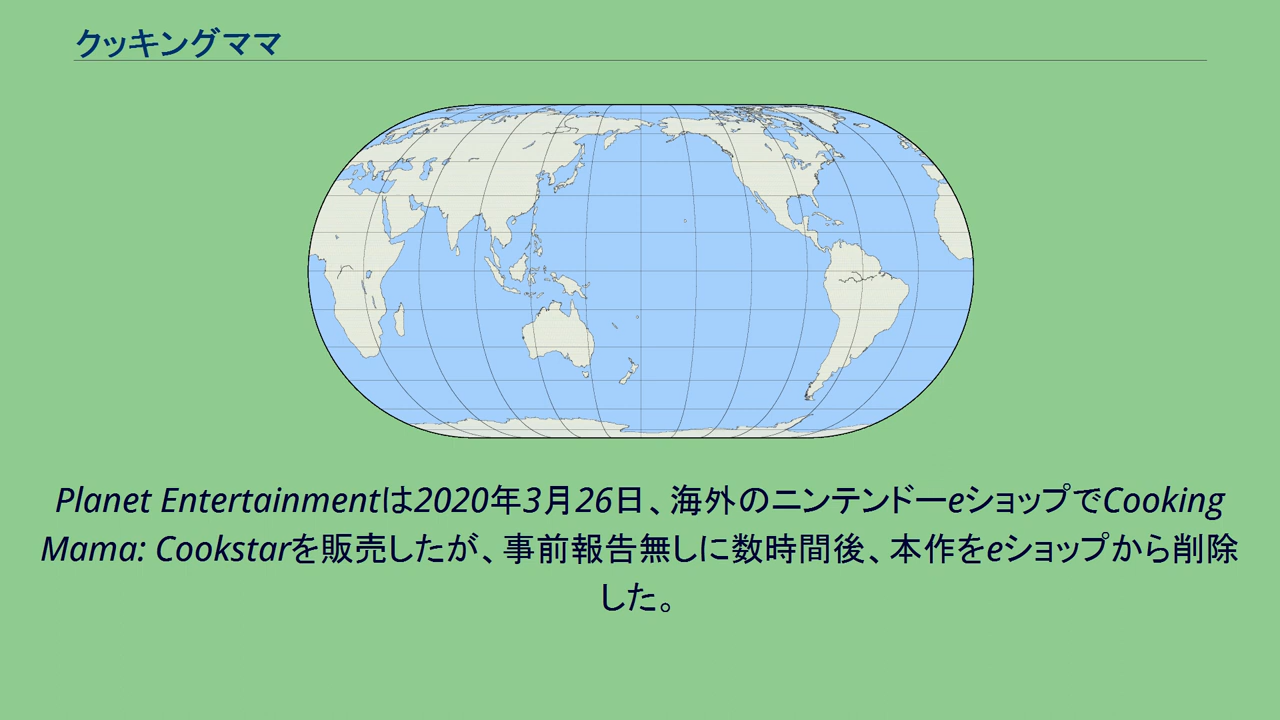 クッキングママ
Planet Entertainmentは2020年3月26日、海外のニンテンドーeショップでCooking
Mama: Cookstarを販売したが、事前報告無しに数時間後、本作をeショップから削除
した。